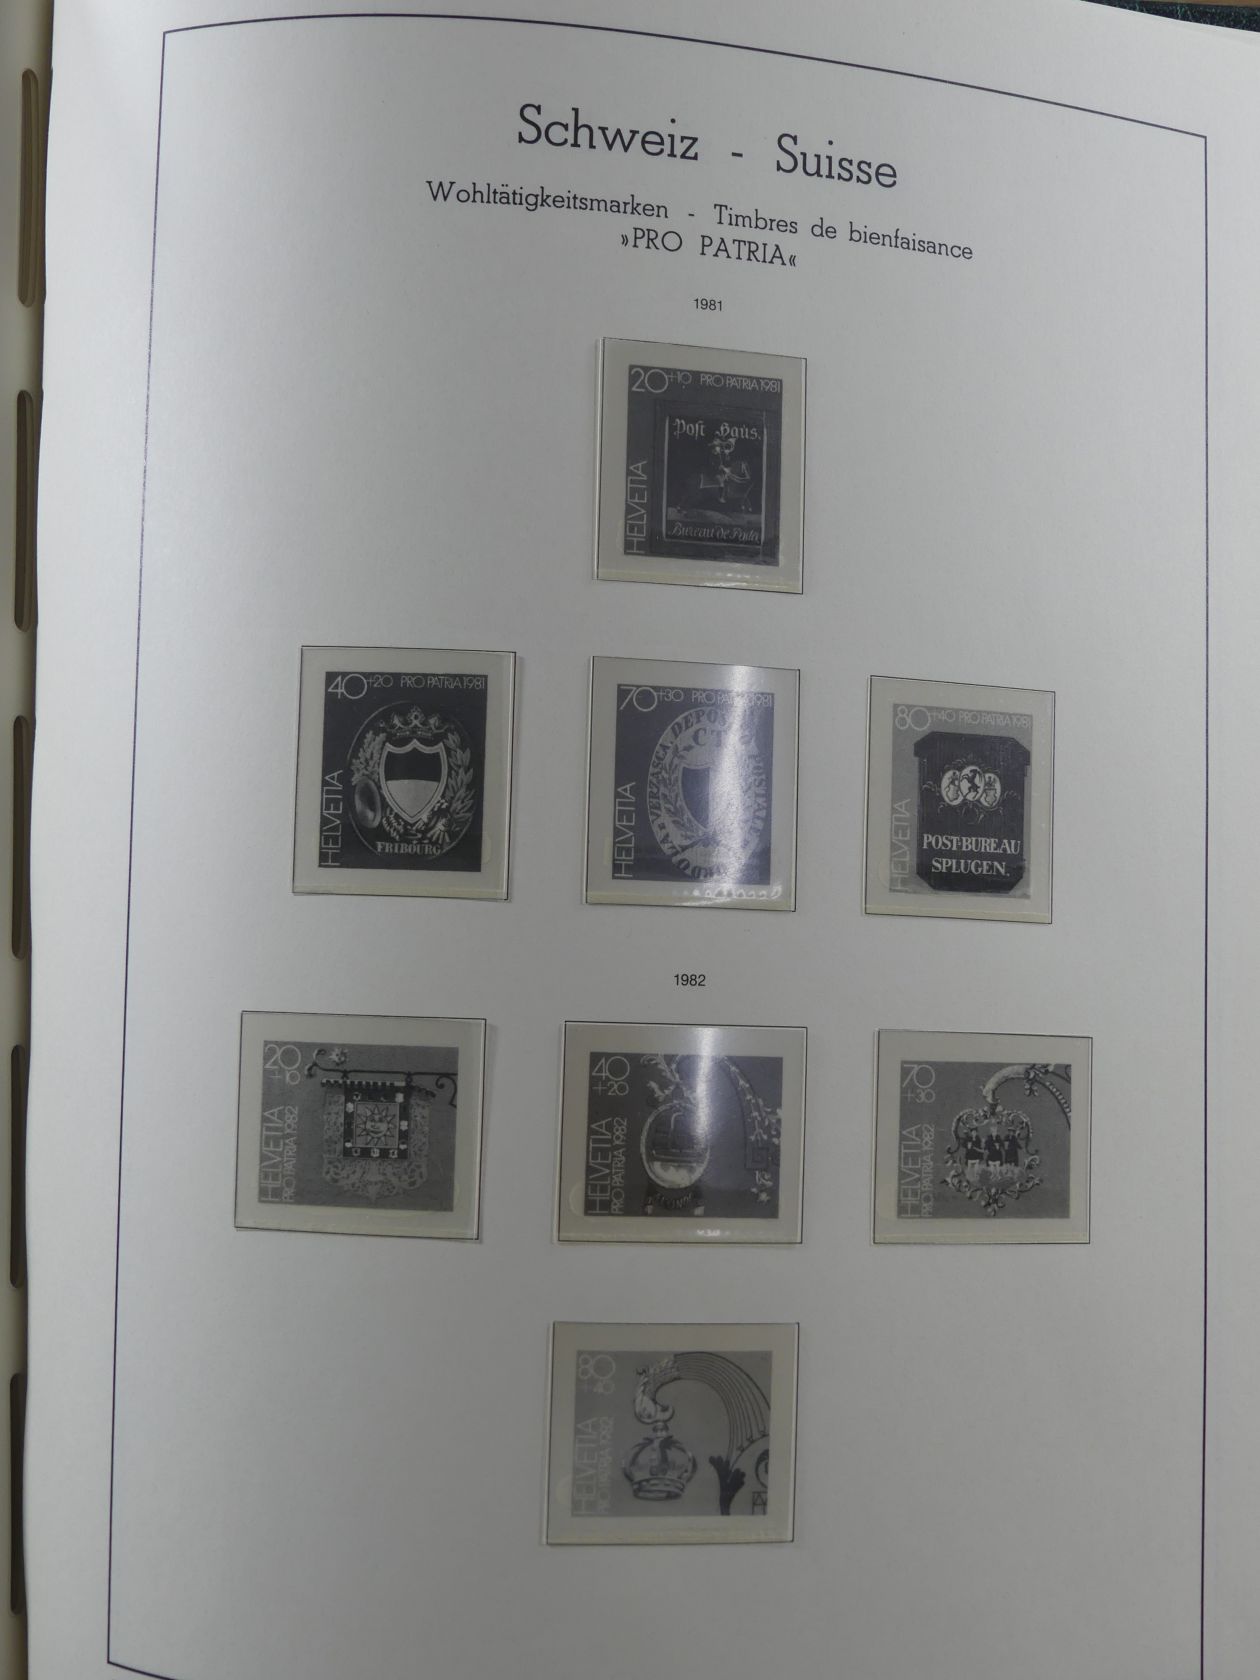 Schweiz - Suisse
Wohltätigkeitsmarken - Timbres de bienfaisance
»PRO PATRIA«
1981
20+10 PRO PATRIA 1981
Post Haus.
HELVETIA
Bureau de Poste
40+20 PRO PATRIA 1981
HELVETIA
FRIBOURG
70+30 PRO PATRIA 1981
HELVETIA
80+40 PRO PATRIA 1981
HELVETIA
POST-BUREAU
SPLUGEN.
1982
20
+10
HELVETIA
PRO PATRIA 1982
40
+20
HELVETIA
PRO PATRIA 1982
70
+30
HELVETIA
PRO PATRIA 1982
80
HELVETIA
PRO PATRIA 1982